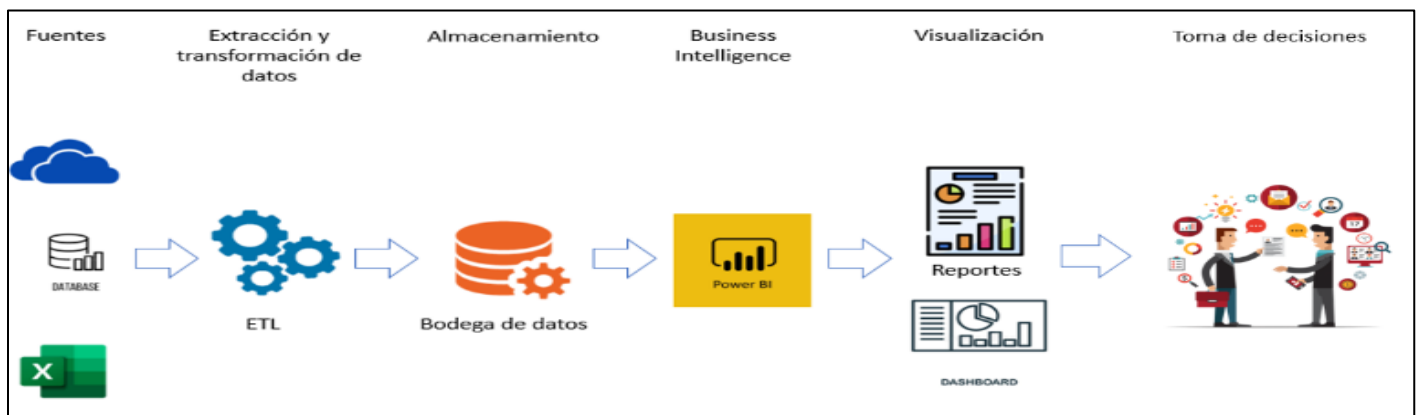 Fuentes
Extracción y
transformación de
datos
Almacenamiento
Business
Intelligence
Visualización
Toma de decisiones
DATABASE
X
ETL
Bodega de datos
Power BI
Reportes
DASHBOARD
17